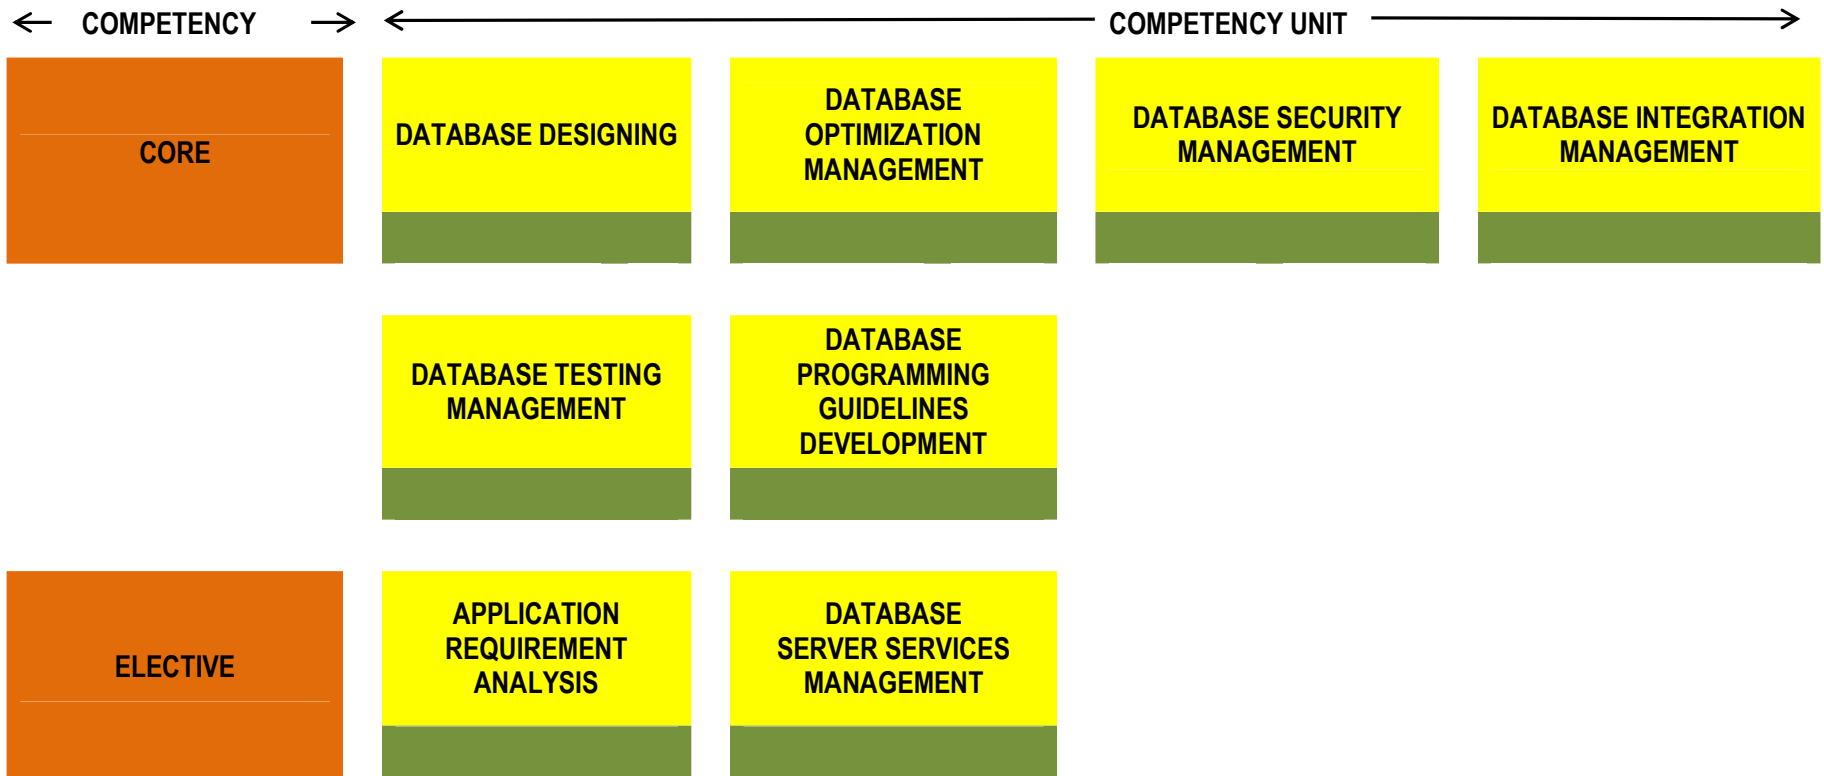 COMPETENCY
COMPETENCY UNIT
CORE
DATABASE DESIGNING
DATABASE
OPTIMIZATION
MANAGEMENT
DATABASE SECURITY
MANAGEMENT
DATABASE INTEGRATION
MANAGEMENT
DATABASE TESTING
MANAGEMENT
DATABASE
PROGRAMMING
GUIDELINES
DEVELOPMENT
ELECTIVE
APPLICATION
REQUIREMENT
ANALYSIS
DATABASE
SERVER SERVICES
MANAGEMENT